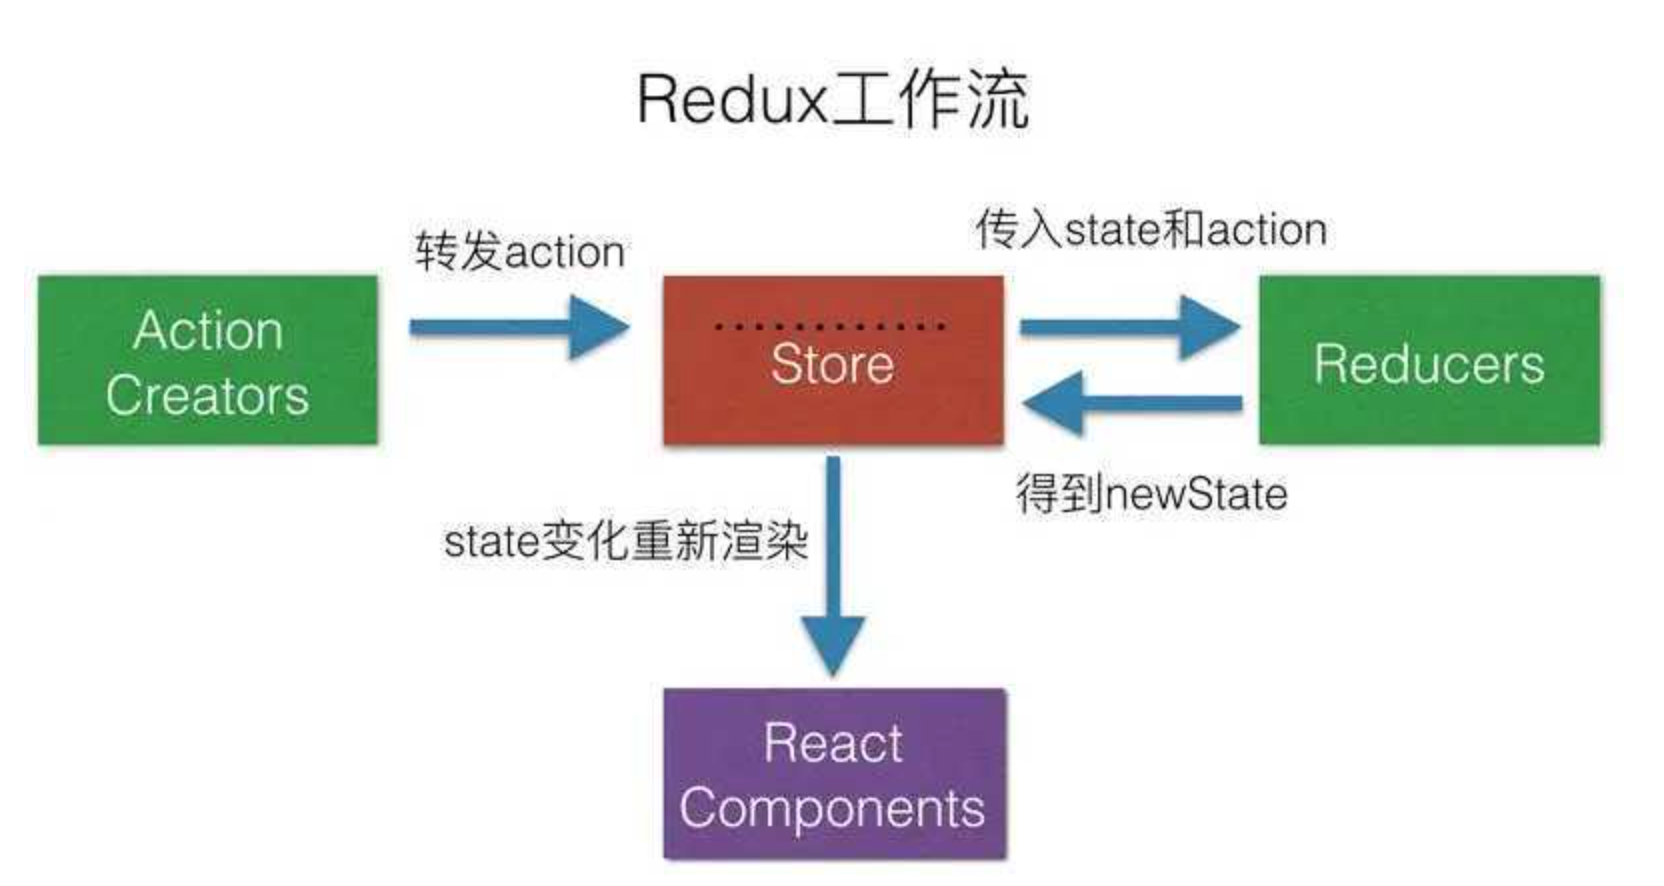 Redux工作流
转发action
传入state和action
Action
Creators
Store
Reducers
得到newState
state变化重新渲染
React
Components